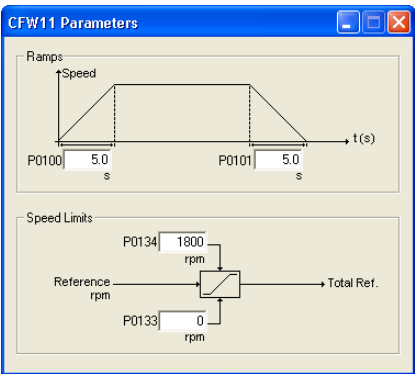 CFW11 Parameters
Ramps
Speed
t(s)
P0100 5.0
s
P0101 5.0
s
Speed Limits
P0134 1800
rpm
Reference
rpm
Total Ref.
P0133 0
rpm